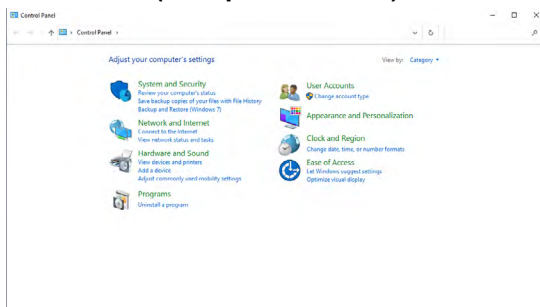 Control Panel
Control Panel
Adjust your computer's settings
View by: Category
System and Security
Review your computer's status
Save backup copies of your files with File History
Backup and Restore (Windows 7)
Network and Internet
Connect to the Internet
View network status and tasks
Hardware and Sound
View devices and printers
Add a device
Adjust commonly used mobility settings
Programs
Uninstall a program
User Accounts
Change account type
Appearance and Personalization
Clock and Region
Change date, time, or number formats
Ease of Access
Let Windows suggest settings
Optimize visual display